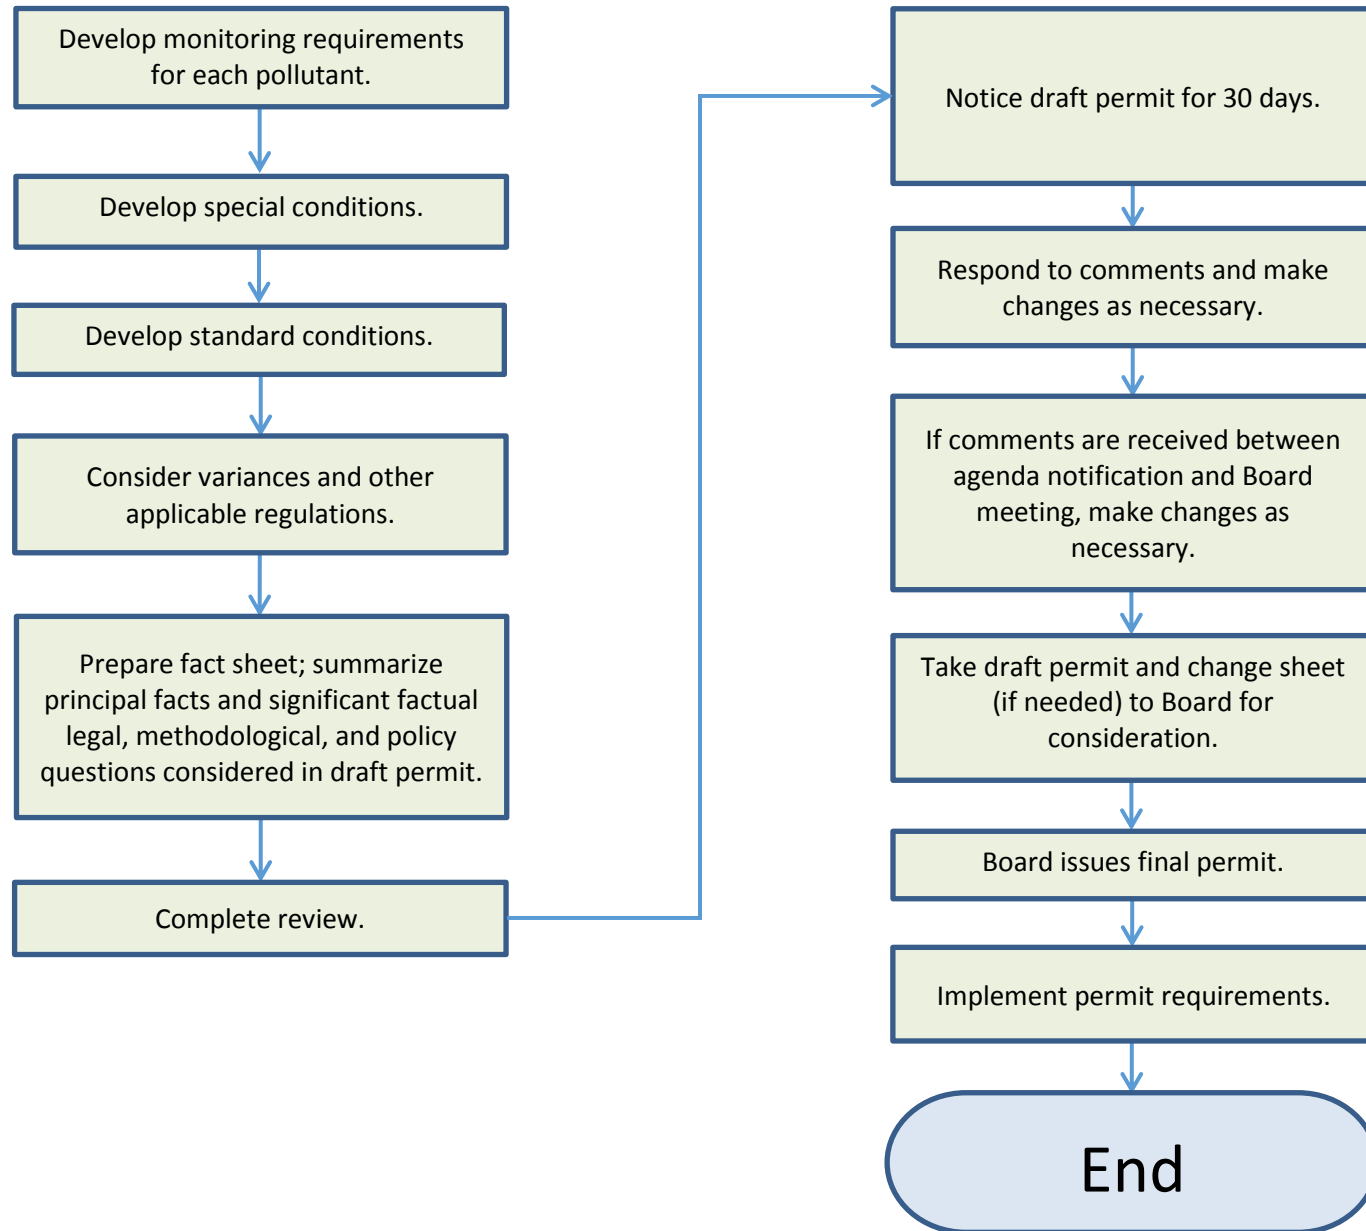 Develop monitoring requirements
for each pollutant.
Develop special conditions.
Develop standard conditions.
Consider variances and other
applicable regulations.
Prepare fact sheet; summarize
principal facts and significant factual
legal, methodological, and policy
questions considered in draft permit.
Complete review.
Notice draft permit for 30 days.
Respond to comments and make
changes as necessary.
If comments are received between
agenda notification and Board
meeting, make changes as
necessary.
Take draft permit and change sheet
(if needed) to Board for
consideration.
Board issues final permit.
Implement permit requirements.
End